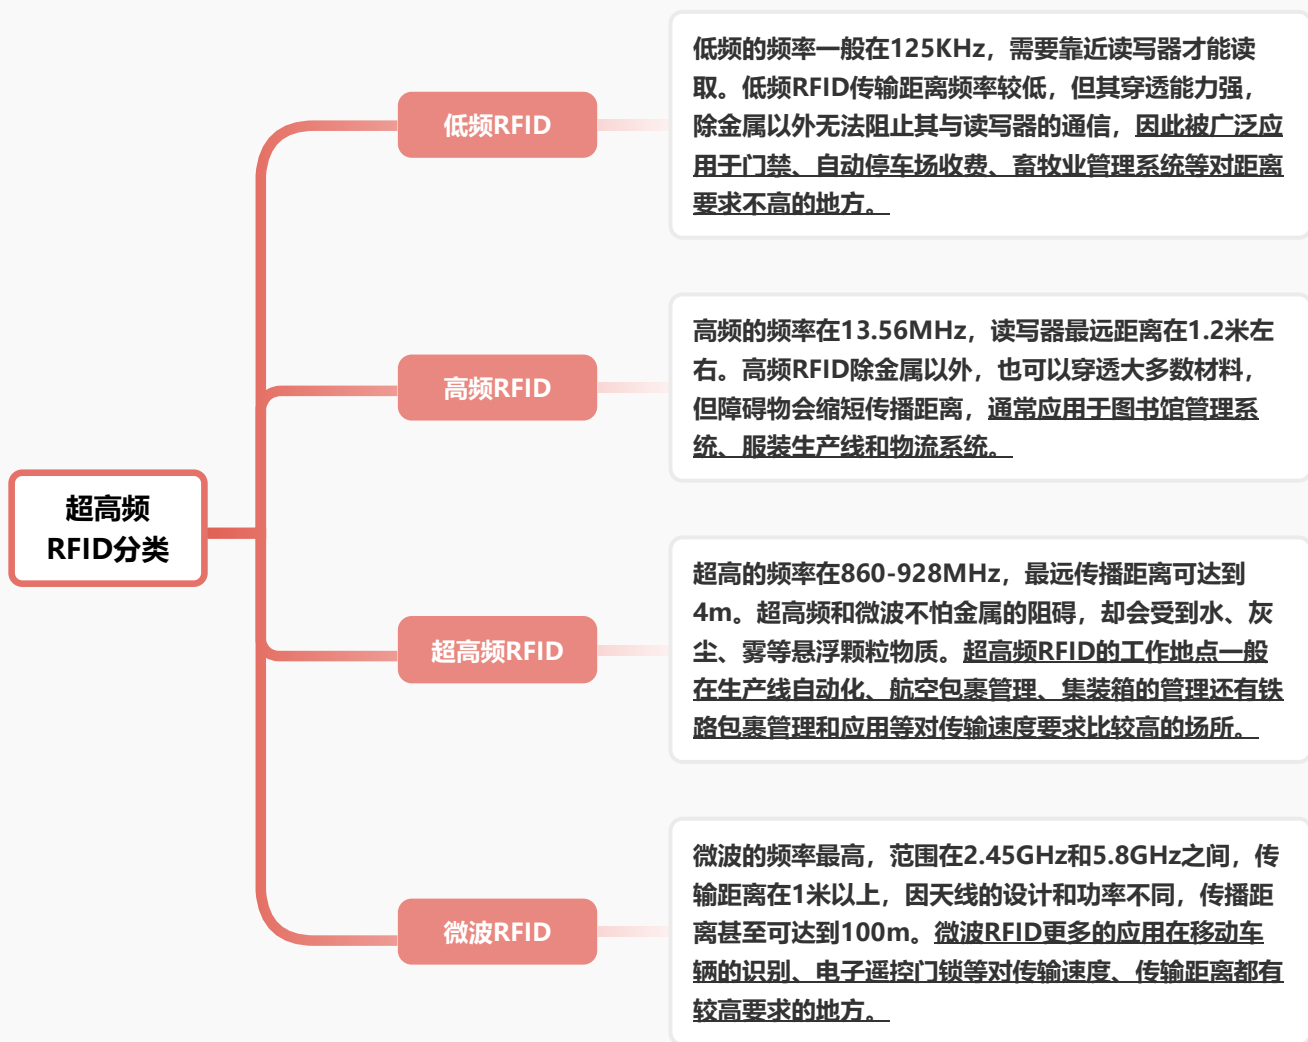 低频的频率一般在125KHz，需要靠近读写器才能读
取。低频RFID传输距离频率较低，但其穿透能力强，
除金属以外无法阻止其与读写器的通信，因此被广泛应
用于门禁、自动停车场收费、畜牧业管理系统等对距离
要求不高的地方。
低频RFID
高频的频率在13.56MHz，读写器最远距离在1.2米左
右。高频RFID除金属以外，也可以穿透大多数材料，
但障碍物会缩短传播距离，通常应用于图书馆管理系
统、服装生产线和物流系统。
高频RFID
超高频
RFID分类
超高的频率在860-928MHz，最远传播距离可达到
4m。超高频和微波不怕金属的阻碍，却会受到水、灰
尘、雾等悬浮颗粒物质。超高频RFID的工作地点一般
在生产线自动化、航空包裹管理、集装箱的管理还有铁
路包裹管理和应用等对传输速度要求比较高的场所。
超高频RFID
微波的频率最高，范围在2.45GHz和5.8GHz之间，传
输距离在1米以上，因天线的设计和功率不同，传播距
离甚至可达到100m。微波RFID更多的应用在移动车
辆的识别、电子遥控门锁等对传输速度、传输距离都有
较高要求的地方。
微波RFID